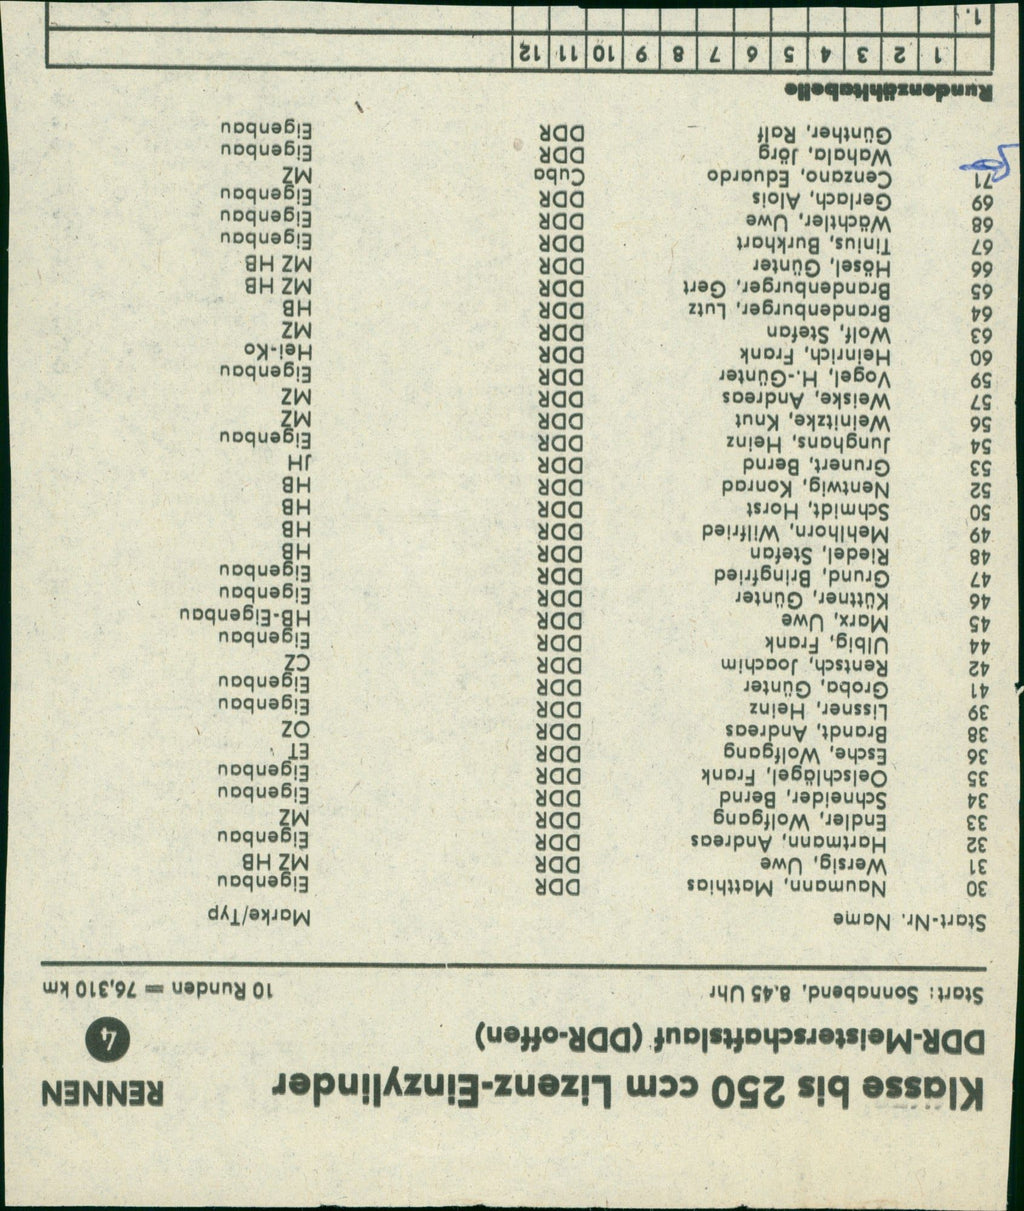 Klasse bis 250 ccm Lizenz-Einzylinder RENNEN
DDR-Meisterschaftslauf (DDR-offen) 4
Start: Sonnabend, 8.45 Uhr 10 Runden = 76,310 km
Start-Nr. Name Marke/Typ
30 Naumann, Matthias DDR Eigenbau
31 Wersig, Uwe DDR MZ HB
32 Hartmann, Andreas DDR Eigenbau
33 Endler, Wolfgang DDR MZ
34 Schneider, Bernd DDR Eigenbau
35 Oelschlägel, Frank DDR Eigenbau
36 Esche, Wolfgang DDR ET
38 Brandt, Andreas DDR OZ
39 Lissner, Heinz DDR Eigenbau
41 Groba, Günter DDR Eigenbau
42 Rentsch, Joachim DDR CZ
44 Ulbig, Frank DDR Eigenbau
45 Marx, Uwe DDR HB-Eigenbau
46 Küttner, Günter DDR Eigenbau
47 Grund, Bringfried DDR Eigenbau
48 Riedel, Stefan DDR HB
49 Mehlhorn, Wilfried DDR HB
50 Schmidt, Horst DDR HB
52 Nentwig, Konrad DDR HB
53 Grunert, Bernd DDR JH
54 Junghans, Heinz DDR Eigenbau
56 Weinitzke, Knut DDR MZ
57 Weiske, Andreas DDR MZ
59 Vogel, H.-Günter DDR Eigenbau
60 Heinrich, Frank DDR Hei-Ko
63 Wolf, Stefan DDR MZ
64 Brandenburger, Lutz DDR HB
65 Brandenburger, Gert DDR MZ HB
66 Hösel, Günter DDR MZ HB
67 Tinius, Burkhart DDR Eigenbau
68 Wächtler, Uwe DDR Eigenbau
69 Gerlach, Alois DDR Eigenbau
71 Cenzano, Eduardo Cuba MZ
Wahala, Jörg DDR Eigenbau
Günther, Ralf DDR Eigenbau
Rundenzähltabelle
1 2 3 4 5 6 7 8 9 10 11 12
1.